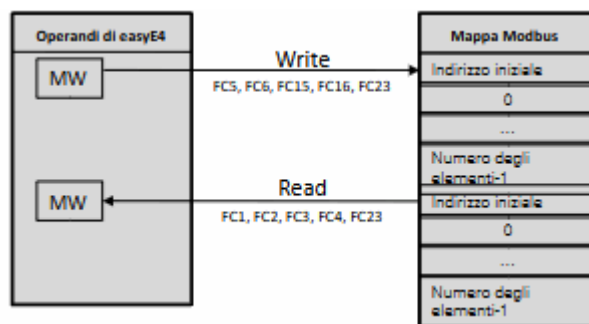 Operandi di easyE4
MW
Write
FC5, FC6, FC15, FC16, FC23
MW
Read
FC1, FC2, FC3, FC4, FC23
Mappa Modbus
Indirizzo iniziale
0
...
Numero degli
elementi-1
Indirizzo iniziale
0
...
Numero degli
elementi-1